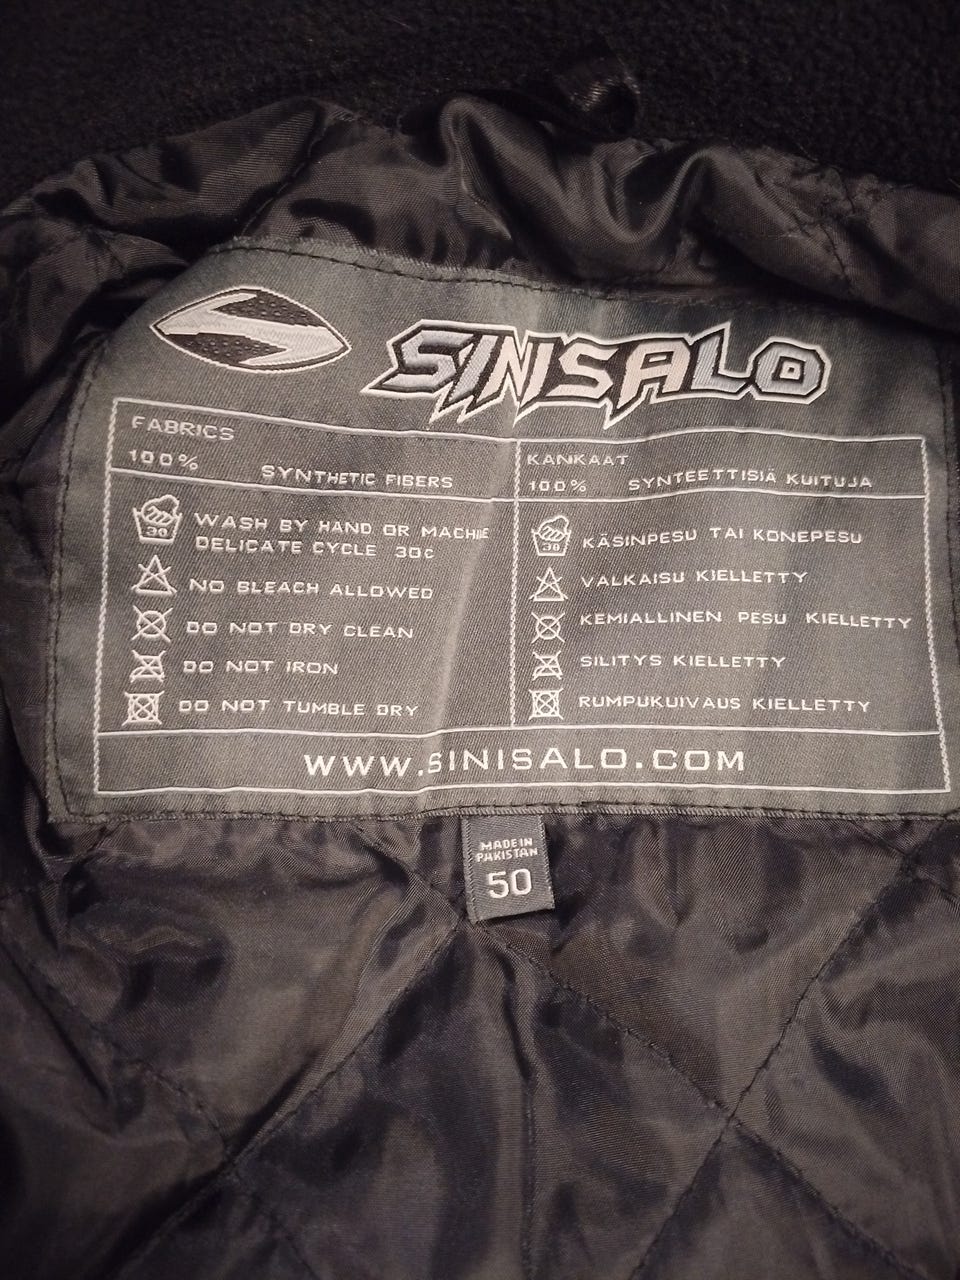 SINISALO
FABRICS
100% SYNTHETIC FIBERS
30 WASH BY HAND OR MACHINE
DELICATE CYCLE 30C
NO BLEACH ALLOWED
DO NOT DRY CLEAN
DO NOT IRON
DO NOT TUMBLE DRY
KANKAAT
100% SYNTEETTISIÄ KUITUJA
30 KÄSINPESU TAI KONEPESU
VALKAISU KIELLETTY
KEMIALLINEN PESU KIELLETTY
SILITYS KIELLETTY
RUMPUKUIVAUS KIELLETTY
WWW.SINISALO.COM
MADE IN
PAKISTAN
50